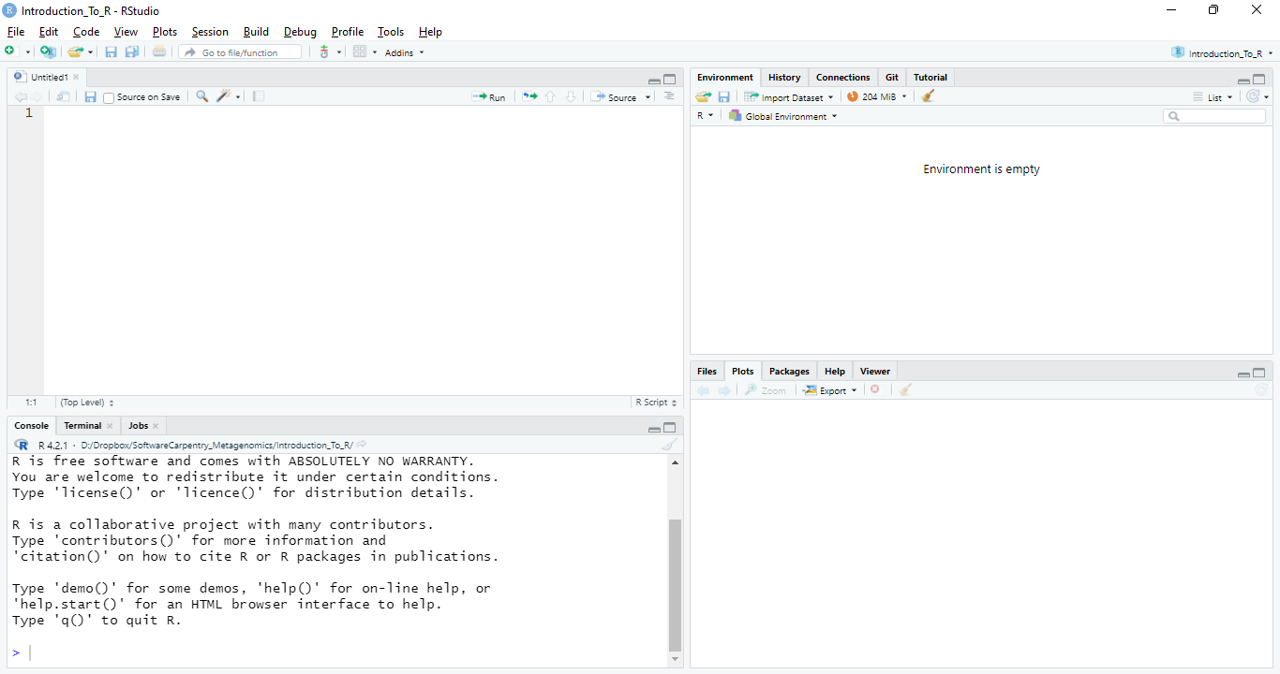 Introduction_To_R - RStudio
File Edit Code View Plots Session Build Debug Profile Tools Help
Go to file/function Addins Introduction_To_R
Untitled1
Source on Save Run Source
1
1:1 (Top Level) R Script
Console Terminal Jobs
R 4.2.1 · D:/Dropbox/SoftwareCarpentry_Metagenomics/Introduction_To_R/
R is free software and comes with ABSOLUTELY NO WARRANTY.
You are welcome to redistribute it under certain conditions.
Type 'license()' or 'licence()' for distribution details.
R is a collaborative project with many contributors.
Type 'contributors()' for more information and
'citation()' on how to cite R or R packages in publications.
Type 'demo()' for some demos, 'help()' for on-line help, or
'help.start()' for an HTML browser interface to help.
Type 'q()' to quit R.
>
Environment History Connections Git Tutorial
Import Dataset 204 MiB List
R Global Environment
Environment is empty
Files Plots Packages Help Viewer
Zoom Export